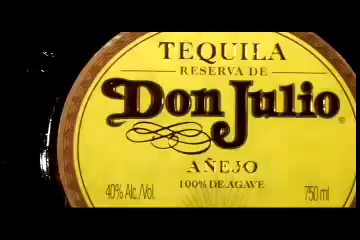 TEQUILA
RESERVA DE
Don Julio®
AÑEJO
100% DE AGAVE
40% Alc./Vol. 750 ml